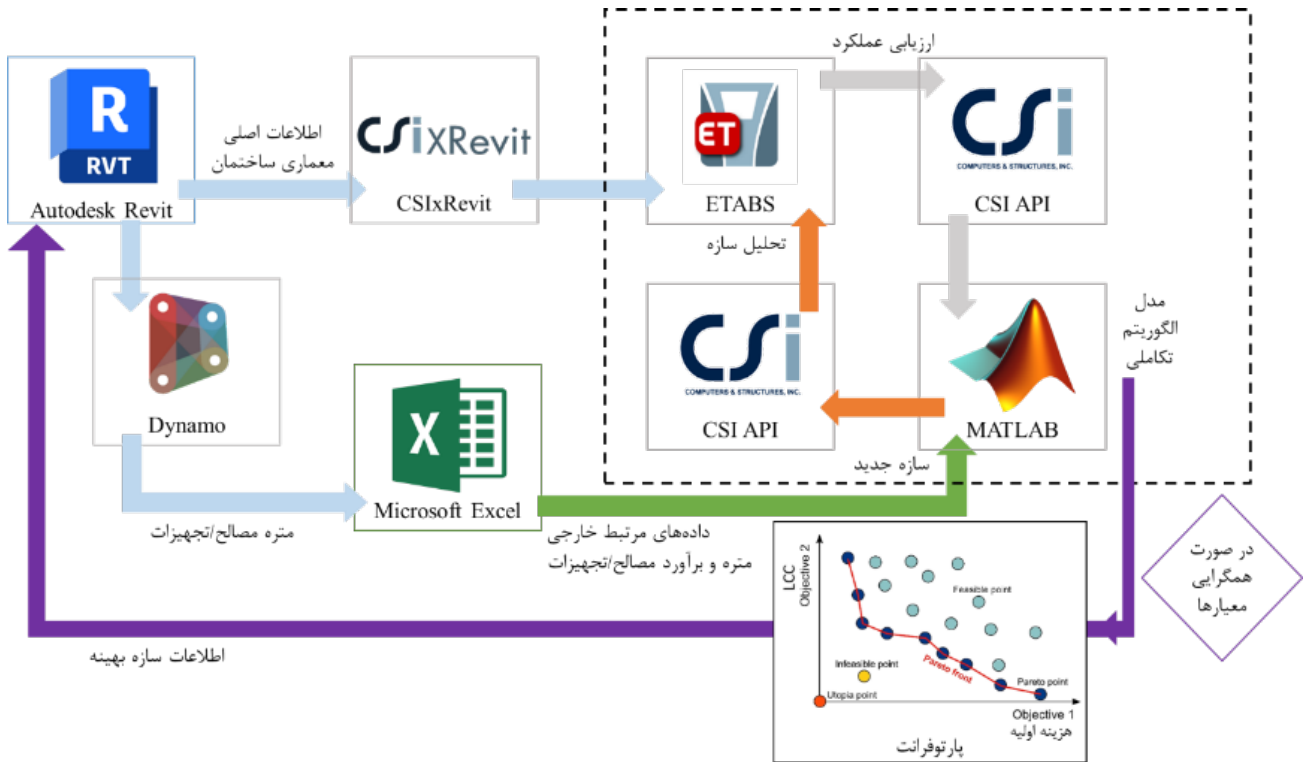 ارزیابی عملکرد
R
RVT
Autodesk Revit
اطلاعات اصلی
معماری ساختمان
CSiXRevit
CSIxRevit
ET
ETABS
CSi
COMPUTERS & STRUCTURES, INC.
CSI API
تحلیل سازه
Dynamo
X
Microsoft Excel
CSi
COMPUTERS & STRUCTURES, INC.
CSI API
MATLAB
مدل
الگوریتم
تکاملی
سازه جدید
متره مصالح/تجهیزات
داده‌های مرتبط خارجی
متره و برآورد مصالح/تجهیزات
در صورت
همگرایی
معیارها
LCC
Objective 2
Feasible point
Infeasible point
Pareto front
Pareto point
Utopia point
Objective 1
هزینه اولیه
پارتوفرانت
اطلاعات سازه بهینه